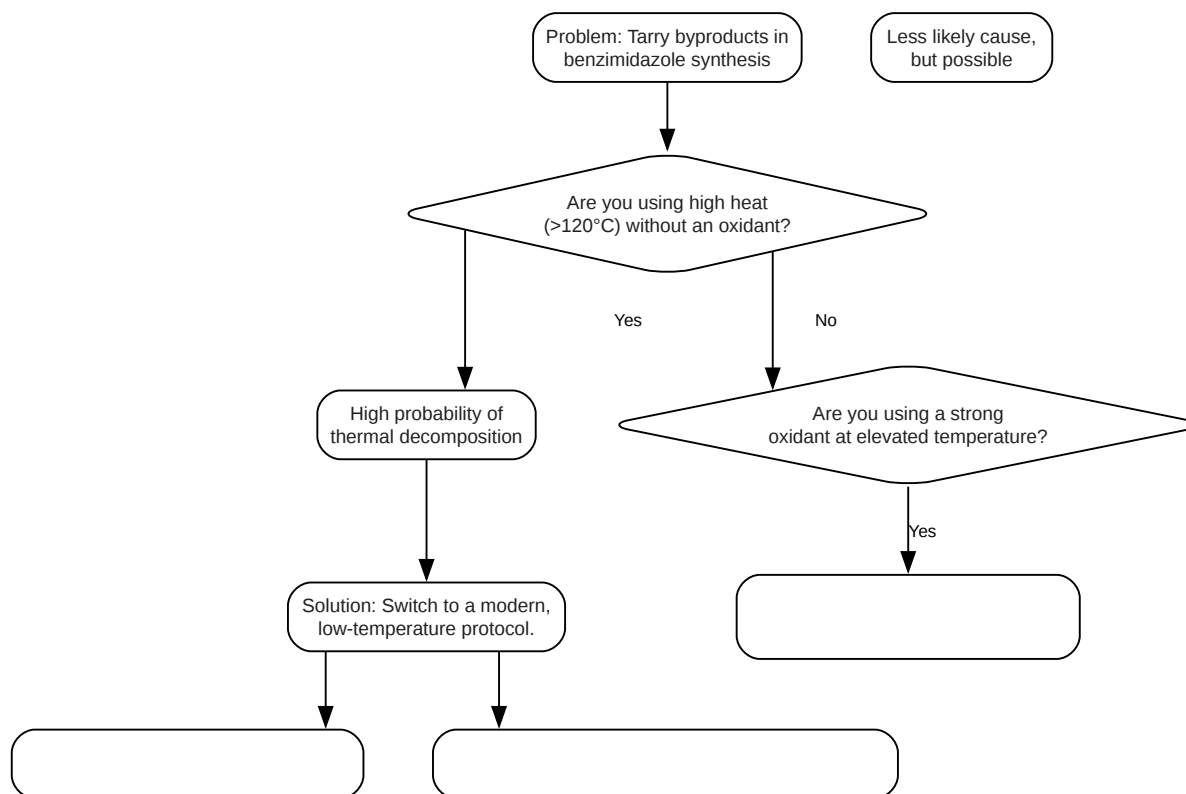 Problem: Tarry byproducts in
benzimidazole synthesis
Less likely cause,
but possible
Are you using high heat
(>120°C) without an oxidant?
Yes
No
High probability of
thermal decomposition
Are you using a strong
oxidant at elevated temperature?
Yes
Solution: Switch to a modern,
low-temperature protocol.